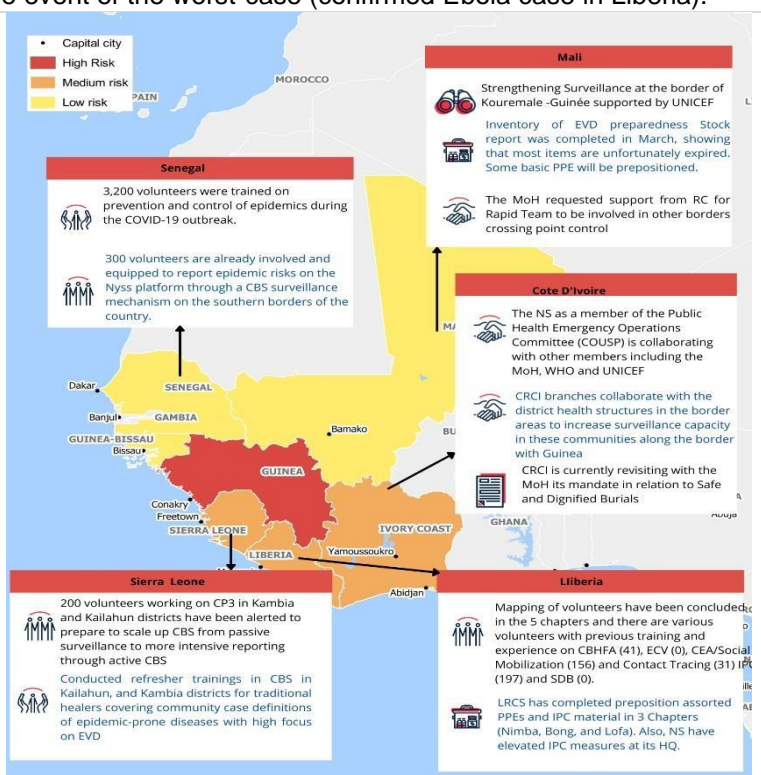 e event of the worst-case (confirmed Ebola case in Liberia).
Capital city
High Risk
Medium risk
Low risk
PAIN
MOROCCO
Mali
Strengthening Surveillance at the border of
Kouremale -Guinée supported by UNICEF
Inventory of EVD preparedness Stock
report was completed in March, showing
that most items are unfortunately expired.
Some basic PPE will be prepositioned.
The MoH requested support from RC for
Rapid Team to be involved in other borders
crossing point control
Senegal
3,200 volunteers were trained on
prevention and control of epidemics during
the COVID-19 outbreak.
300 volunteers are already involved and
equipped to report epidemic risks on the
Nyss platform through a CBS surveillance
mechanism on the southern borders of the
country.
Cote D'Ivoire
The NS as a member of the Public
Health Emergency Operations
Committee (COUSP) is collaborating
with other members including the
MoH, WHO and UNICEF
CRCI branches collaborate with the
district health structures in the border
areas to increase surveillance capacity
in these communities along the border
with Guinea
CRCI is currently revisiting with the
MoH its mandate in relation to Safe
and Dignified Burials
MA
Dakar
SENEGAL
Banjul
GAMBIA
GUINEA-BISSAU
Bissau
Bamako
BU
GUINEA
Conakry
Freetown
SIERRA LEONE
LIBERIA
IVORY COAST
Yamoussoukro
Abidjan
GHANA
Abuja
Sierra Leone
200 volunteers working on CP3 in Kambia
and Kailahun districts have been alerted to
prepare to scale up CBS from passive
surveillance to more intensive reporting
through active CBS
Conducted refresher trainings in CBS in
Kailahun, and Kambia districts for traditional
healers covering community case definitions
of epidemic-prone diseases with high focus
on EVD
Lliberia
Mapping of volunteers have been concluded
in the 5 chapters and there are various
volunteers with previous training and
experience on CBHFA (41), ECV (0), CEA/Social
Mobilization (156) and Contact Tracing (31) IPC
(197) and SDB (0).
LRCS has completed preposition assorted
PPEs and IPC material in 3 Chapters
(Nimba, Bong, and Lofa). Also, NS have
elevated IPC measures at its HQ.